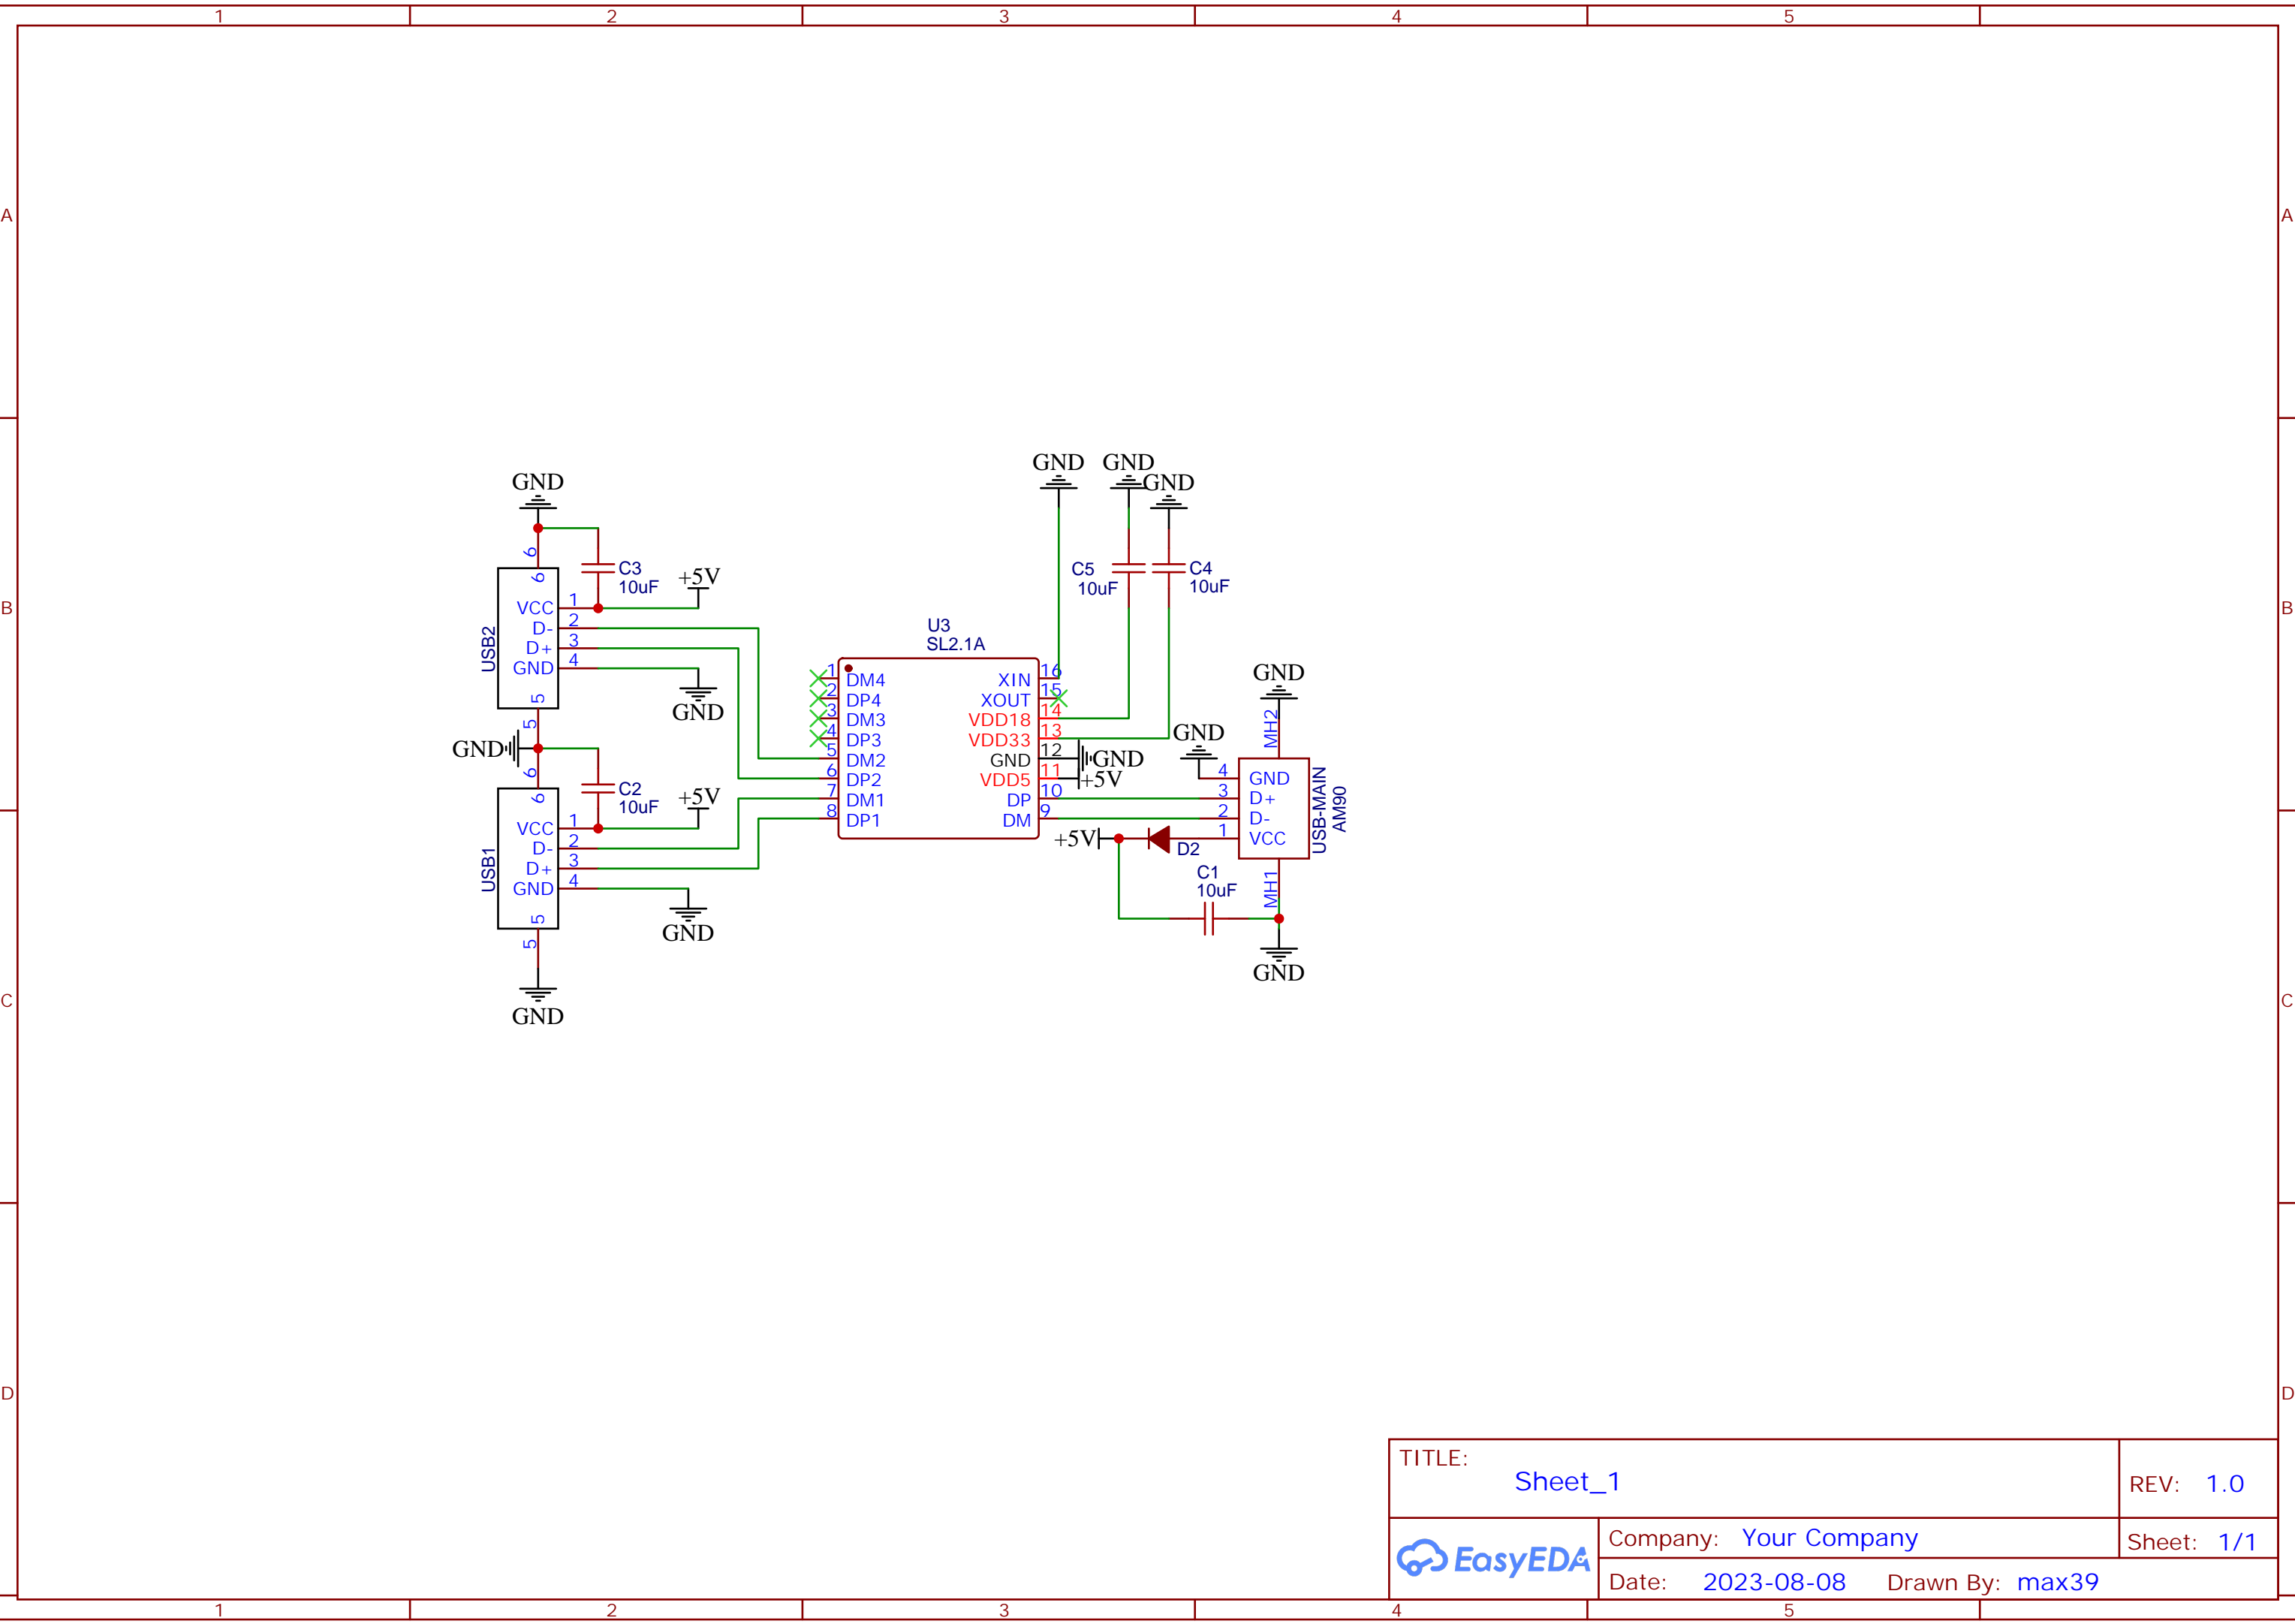 1 2 3 4 5
A A
B B
C C
D D
GND
6
6
C3
10uF
+5V
VCC 1
D- 2
D+ 3
GND 4
USB2
5
5
GND
GND
6
6
C2
10uF
+5V
VCC 1
D- 2
D+ 3
GND 4
USB1
5
5
GND
GND
U3
SL2.1A
1 DM4
2 DP4
3 DM3
4 DP3
5 DM2
6 DP2
7 DM1
8 DP1
XIN 16
XOUT 15
VDD18 14
VDD33 13
GND 12
VDD5 11
DP 10
DM 9
GND GND
GND
C5
10uF
C4
10uF
GND
+5V
GND
GND
MH2
4 GND
3 D+
2 D-
1 VCC
USB-MAIN
AM90
+5V
D2
C1
10uF
MH1
GND
TITLE:
Sheet_1
REV: 1.0
EasyEDA
Company: Your Company
Sheet: 1/1
Date: 2023-08-08 Drawn By: max39
1 2 3 4 5